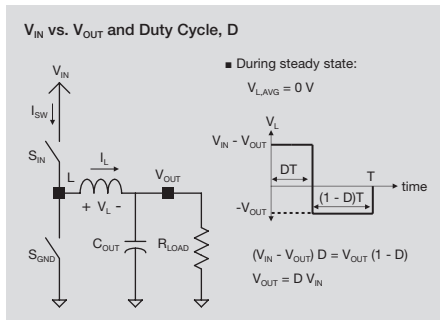 V_IN vs. V_OUT and Duty Cycle, D
V_IN
I_SW
S_IN
L
I_L
V_OUT
+ V_L -
S_GND
C_OUT
R_LOAD
■ During steady state:
V_L,AVG = 0 V
V_L
V_IN - V_OUT
DT
T
time
(1 - D)T
-V_OUT
(V_IN - V_OUT) D = V_OUT (1 - D)
V_OUT = D V_IN